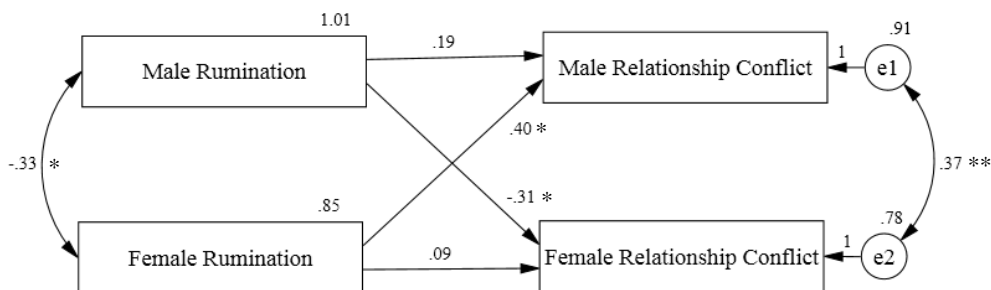 1.01
.91
Male Rumination
.19
Male Relationship Conflict
1
e1
-.33 *
.40 *
.37 **
-.31 *
.85
.78
Female Rumination
.09
Female Relationship Conflict
1
e2